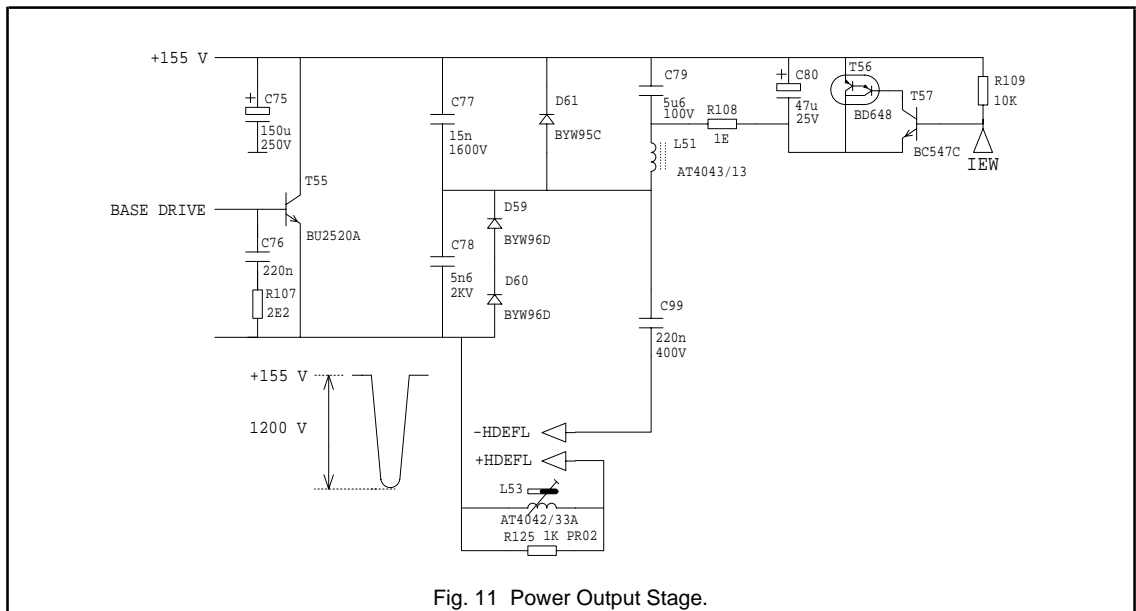 +155 V
+
C75
150u
250V
C77
15n
1600V
D61
BYW95C
C79
5u6
100V
R108
1E
L51
AT4043/13
+
C80
47u
25V
T56
BD648
T57
BC547C
R109
10K
IEW
T55
BASE DRIVE
BU2520A
C76
220n
R107
2E2
C78
5n6
2KV
D59
BYW96D
D60
BYW96D
C99
220n
400V
+155 V
1200 V
-HDEFL
+HDEFL
L53
AT4042/33A
R125 1K PR02
Fig. 11 Power Output Stage.